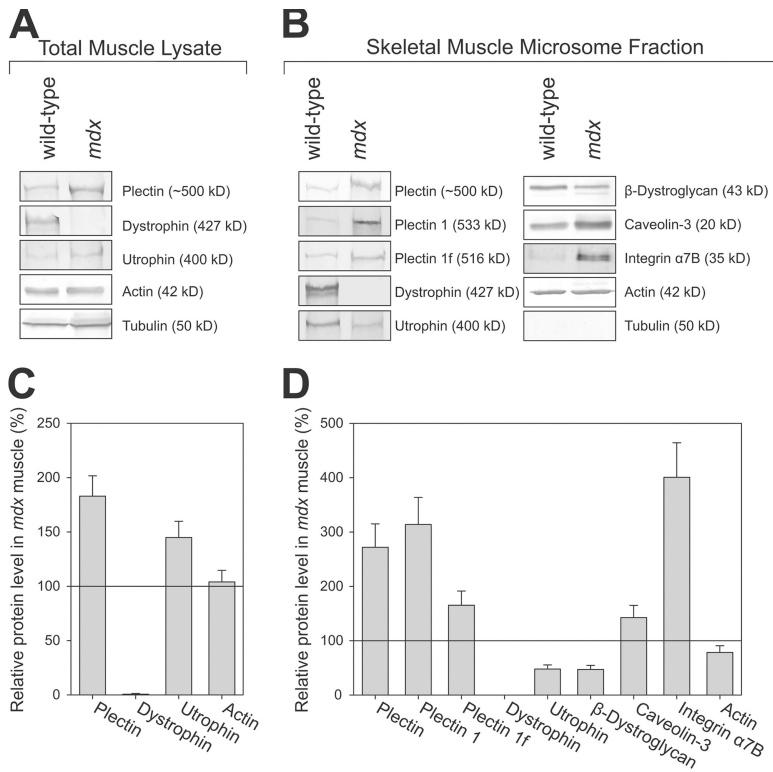 A
Total Muscle Lysate
wild-type
mdx
Plectin (~500 kD)
Dystrophin (427 kD)
Utrophin (400 kD)
Actin (42 kD)
Tubulin (50 kD)
B
Skeletal Muscle Microsome Fraction
wild-type
mdx
Plectin (~500 kD)
Plectin 1 (533 kD)
Plectin 1f (516 kD)
Dystrophin (427 kD)
Utrophin (400 kD)
wild-type
mdx
β-Dystroglycan (43 kD)
Caveolin-3 (20 kD)
Integrin α7B (35 kD)
Actin (42 kD)
Tubulin (50 kD)
C
Relative protein level in mdx muscle (%)
250
200
150
100
50
0
Plectin
Dystrophin
Utrophin
Actin
D
Relative protein level in mdx muscle (%)
500
400
300
200
100
0
Plectin
Plectin 1
Plectin 1f
Dystrophin
Utrophin
β-Dystroglycan
Caveolin-3
Integrin α7B
Actin